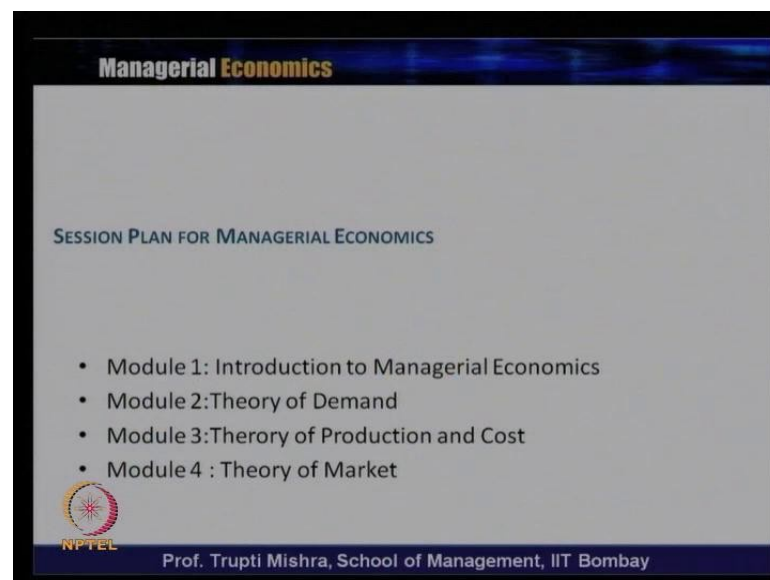 Managerial Economics
SESSION PLAN FOR MANAGERIAL ECONOMICS
• Module 1: Introduction to Managerial Economics
• Module 2:Theory of Demand
• Module 3:Therory of Production and Cost
• Module 4 : Theory of Market
NPTEL
Prof. Trupti Mishra, School of Management, IIT Bombay